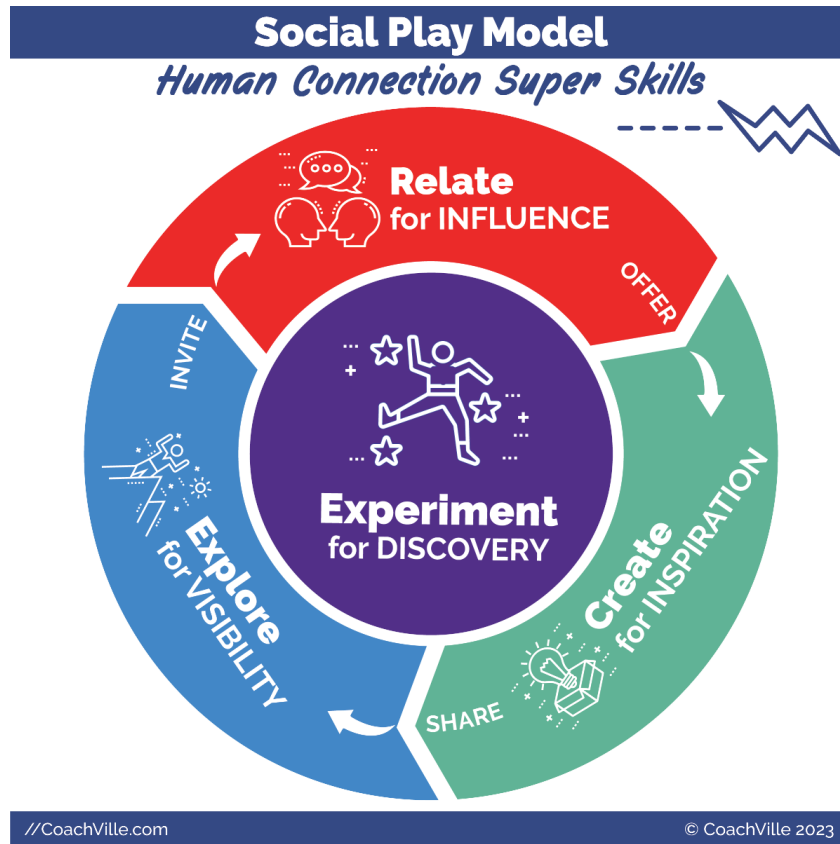 Social Play Model
Human Connection Super Skills
Relate
for INFLUENCE
OFFER
Create
for INSPIRATION
SHARE
Explore
for VISIBILITY
INVITE
Experiment
for DISCOVERY
//CoachVille.com
© CoachVille 2023